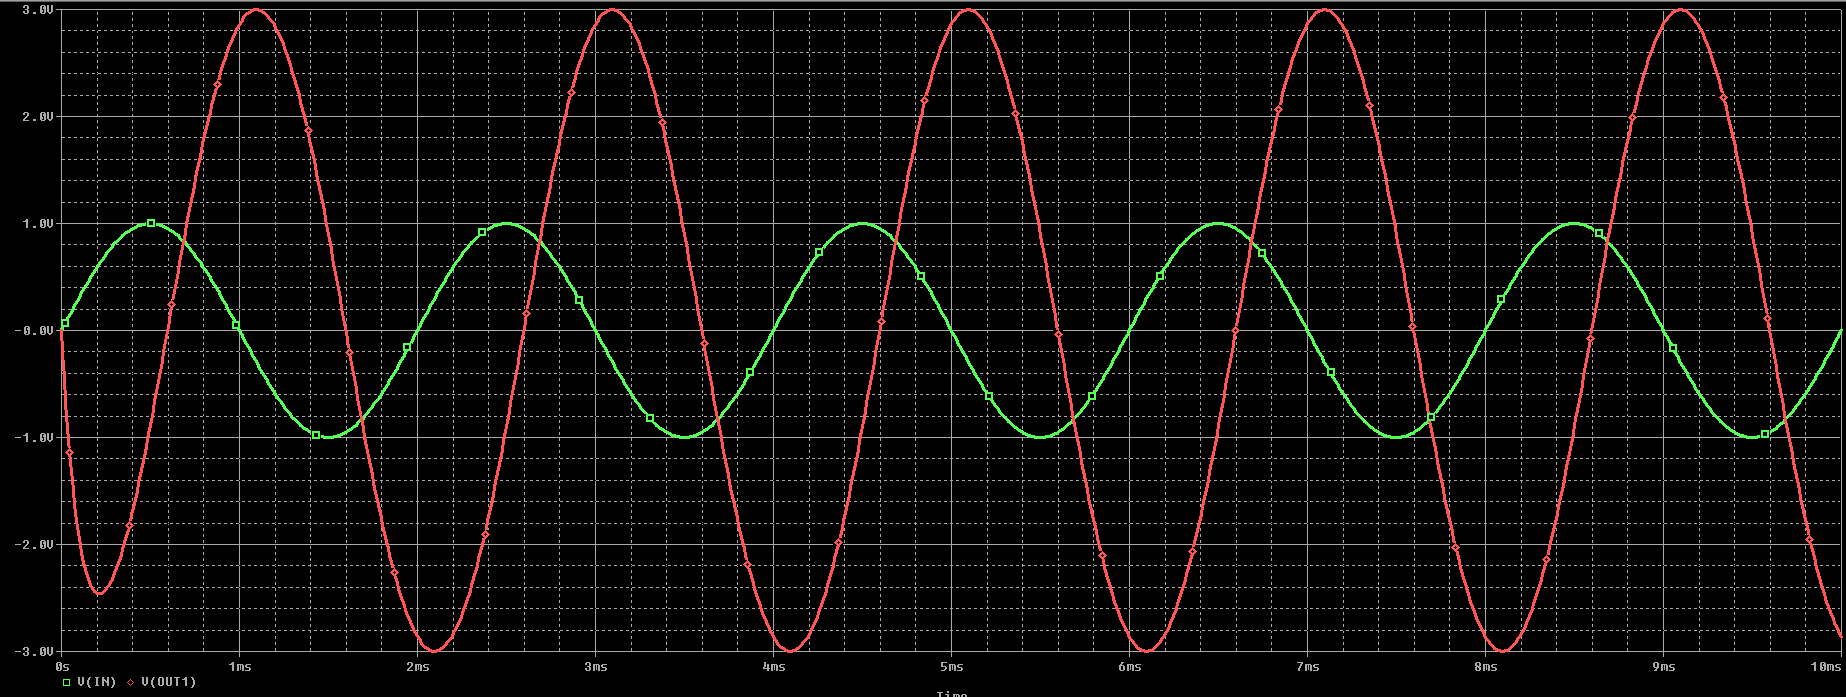 3.0V
2.0V
1.0V
-0.0V
-1.0V
-2.0V
-3.0V
0s 1ms 2ms 3ms 4ms 5ms 6ms 7ms 8ms 9ms 10ms
V(IN) V(OUT1)
Time